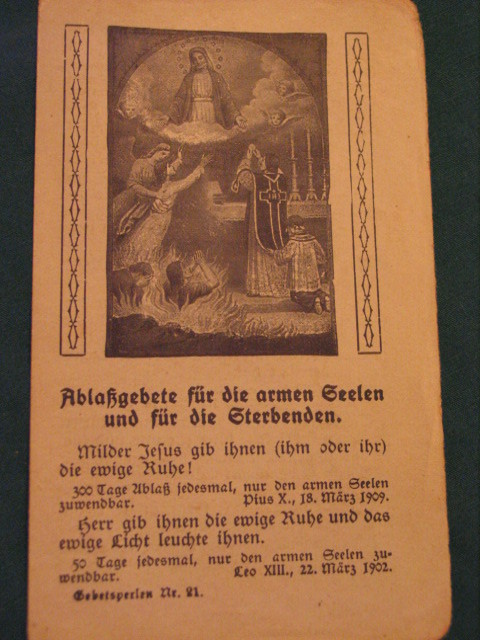 Ablaßgebete für die armen Seelen
und für die Sterbenden.
Milder Jesus gib ihnen (ihm oder ihr)
die ewige Ruhe!
300 Tage Ablaß jedesmal, nur den armen Seelen
zuwendbar. Pius X., 18. März 1909.
Herr gib ihnen die ewige Ruhe und das
ewige Licht leuchte ihnen.
50 Tage jedesmal, nur den armen Seelen zu-
wendbar. Leo XIII., 22. März 1902.
Gebetsperlen Nr. 21.